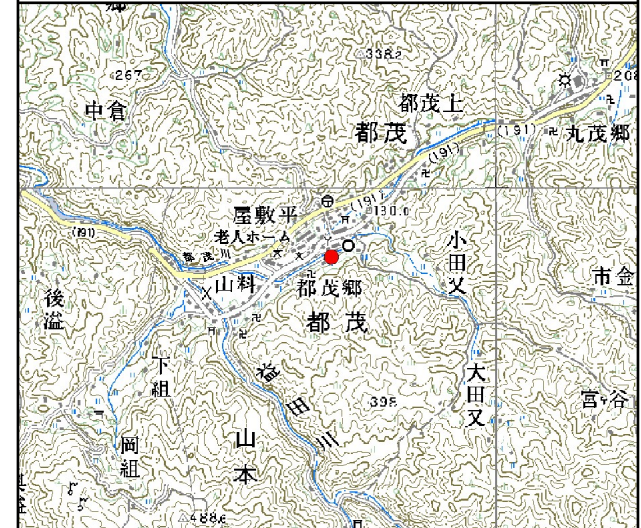 338.2
267
208
中倉
都茂上
都茂
(191)
丸茂郷
(191)
(191)
屋敷平
130.0
老人ホーム
(191)
都茂川
小田又
市金
後溢
山料
都茂郷
都茂
下組
益田川
大田又
398
宮ヶ谷
岡組
山本
488.6